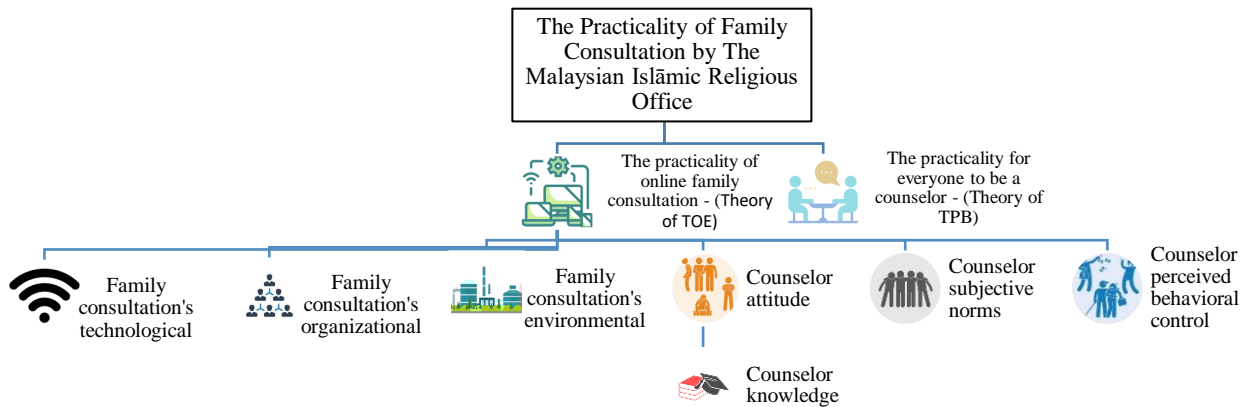 The Practicality of Family
Consultation by The
Malaysian Islāmic Religious
Office
The practicality of
online family
consultation - (Theory
of TOE)
The practicality for
everyone to be a
counselor - (Theory of
TPB)
Family
consultation's
technological
Family
consultation's
organizational
Family
consultation's
environmental
Counselor
attitude
Counselor
subjective
norms
Counselor
perceived
behavioral
control
Counselor
knowledge